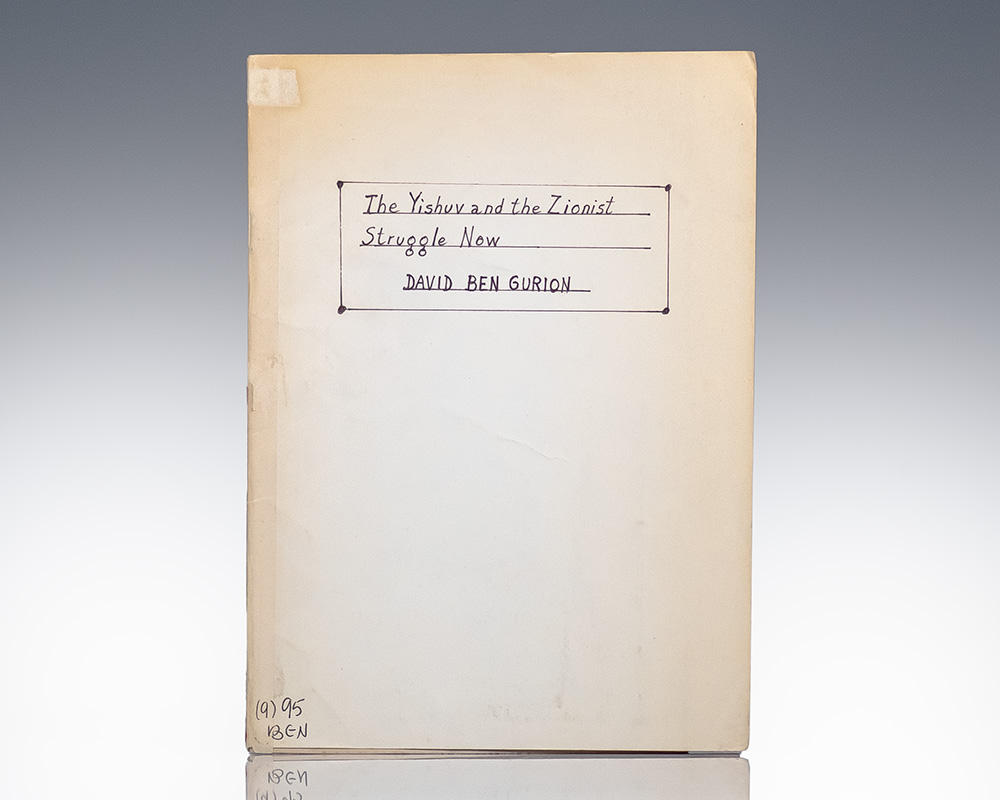 The Yishuv and the Zionist
Struggle Now
DAVID BEN GURION
(9) 95
BEN